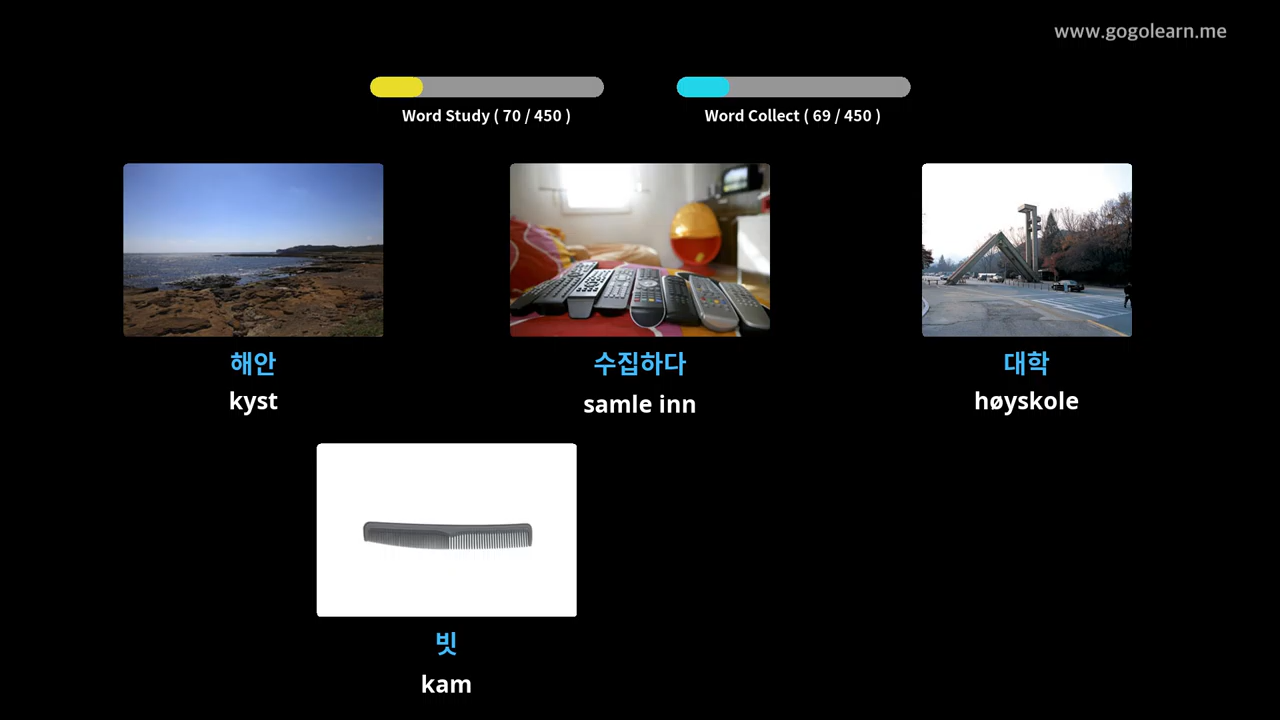 www.gogolearn.me
Word Study ( 70 / 450 )
Word Collect ( 69 / 450 )
해안
kyst
수집하다
samle inn
대학
høyskole
빗
kam